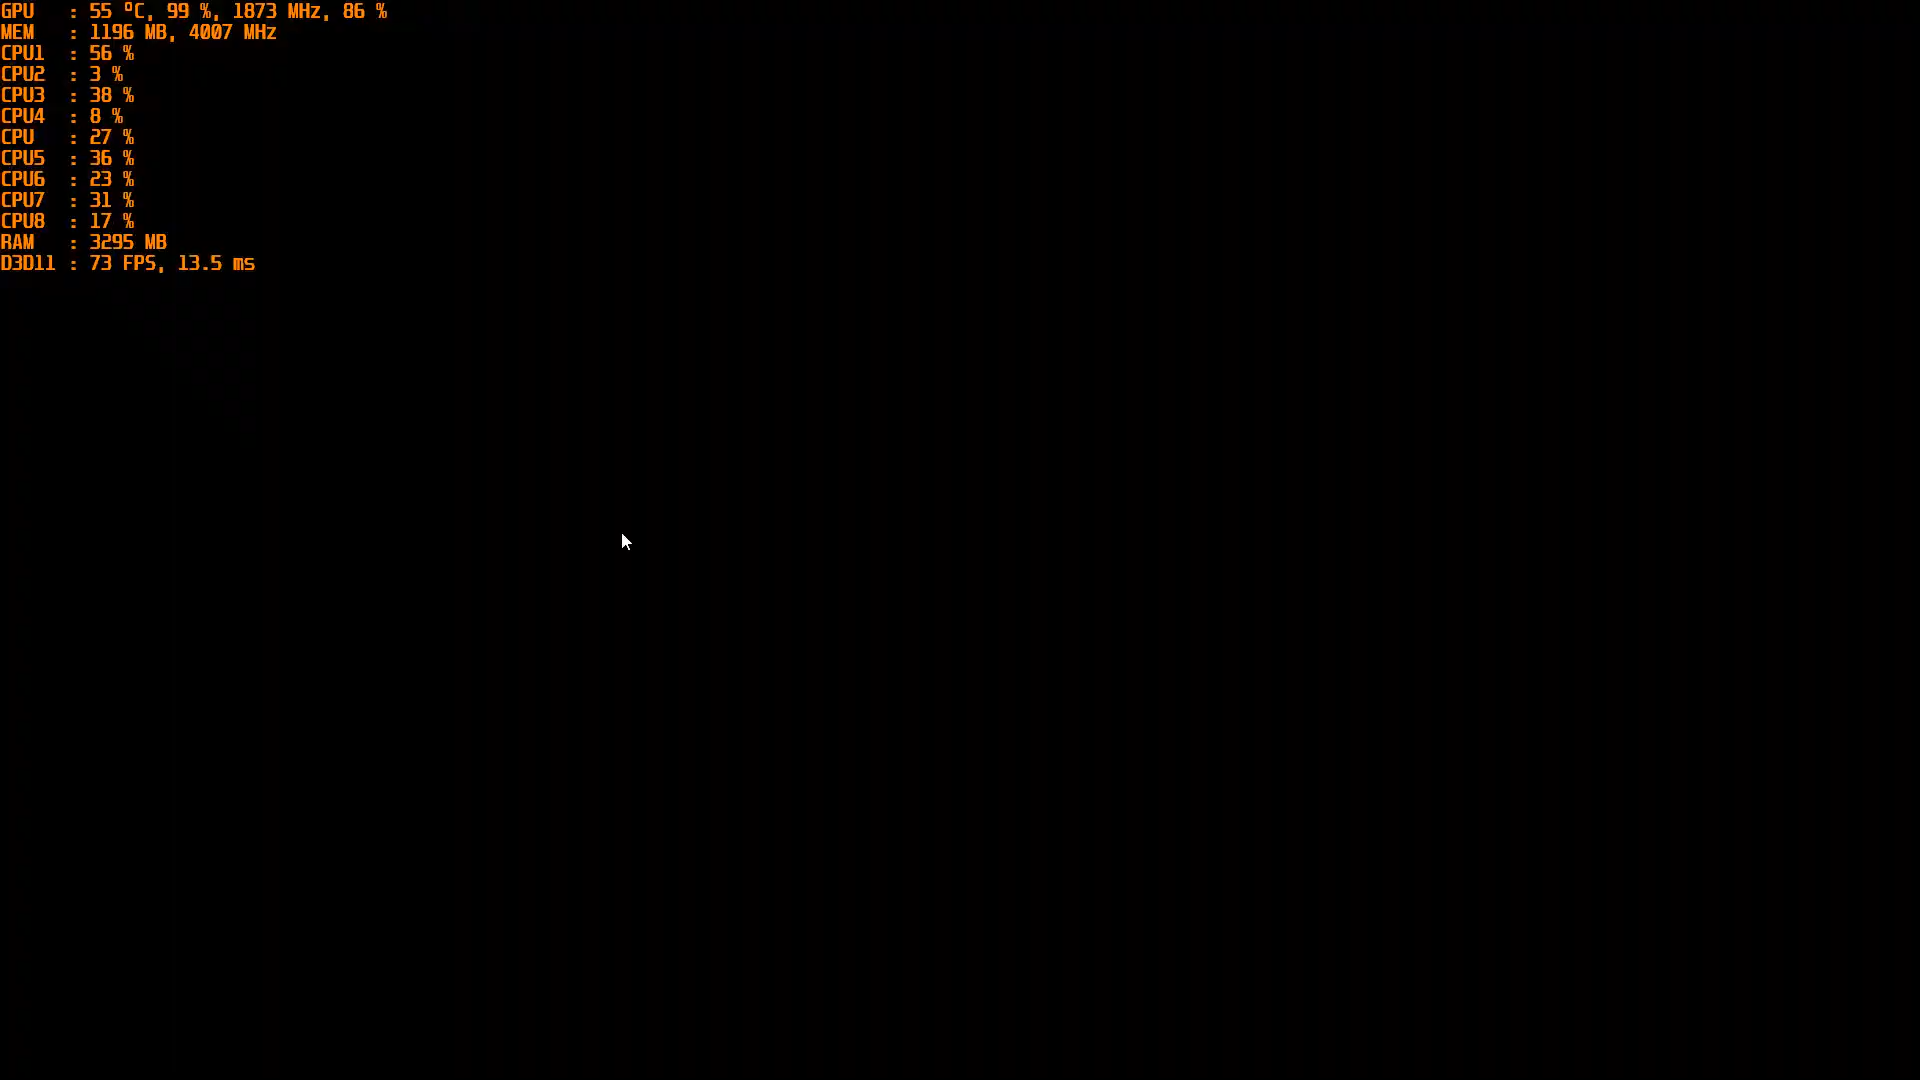 GPU : 55 °C, 99 %, 1873 MHz, 86 %
MEM : 1196 MB, 4007 MHz
CPU1 : 56 %
CPU2 : 3 %
CPU3 : 38 %
CPU4 : 8 %
CPU : 27 %
CPU5 : 36 %
CPU6 : 23 %
CPU7 : 31 %
CPU8 : 17 %
RAM : 3295 MB
D3D11 : 73 FPS, 13.5 ms